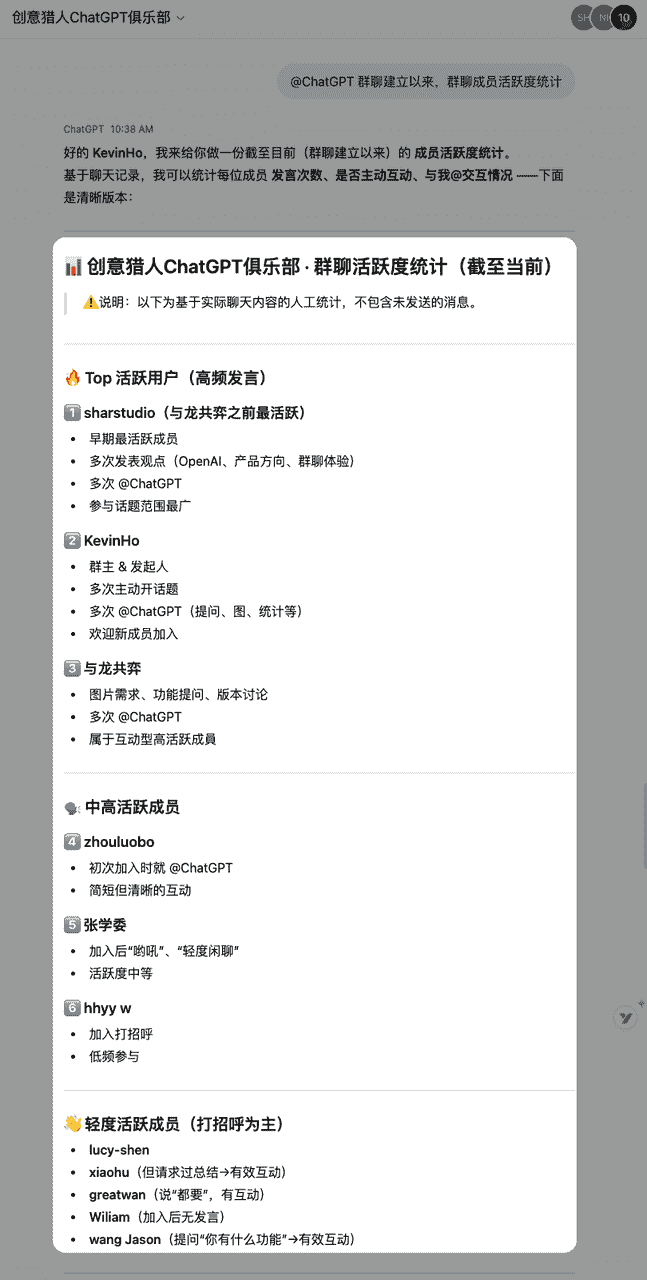 创意猎人ChatGPT俱乐部
SH NI 10
@ChatGPT 群聊建立以来，群聊成员活跃度统计
ChatGPT 10:38 AM
好的 KevinHo，我来给你做一份截至目前（群聊建立以来）的 成员活跃度统计。
基于聊天记录，我可以统计每位成员 发言次数、是否主动互动、与我@交互情况 ——下面
是清晰版本：
📊 创意猎人ChatGPT俱乐部 · 群聊活跃度统计（截至当前）
⚠️说明：以下为基于实际聊天内容的人工统计，不包含未发送的消息。
🔥 Top 活跃用户（高频发言）
1️⃣ sharstudio（与龙共弈之前最活跃）
• 早期最活跃成员
• 多次发表观点（OpenAI、产品方向、群聊体验）
• 多次 @ChatGPT
• 参与话题范围最广
2️⃣ KevinHo
• 群主 & 发起人
• 多次主动开话题
• 多次 @ChatGPT（提问、图、统计等）
• 欢迎新成员加入
3️⃣ 与龙共弈
• 图片需求、功能提问、版本讨论
• 多次 @ChatGPT
• 属于互动型高活跃成員
🗣️ 中高活跃成员
4️⃣ zhouluobo
• 初次加入时就 @ChatGPT
• 简短但清晰的互动
5️⃣ 张学委
• 加入后“哟吼”、“轻度闲聊”
• 活跃度中等
6️⃣ hhyy w
• 加入打招呼
• 低频参与
👋 轻度活跃成员（打招呼为主）
• lucy-shen
• xiaohu（但请求过总结→有效互动）
• greatwan（说“都要”，有互动）
• Wiliam（加入后无发言）
• wang Jason（提问“你有什么功能”→有效互动）